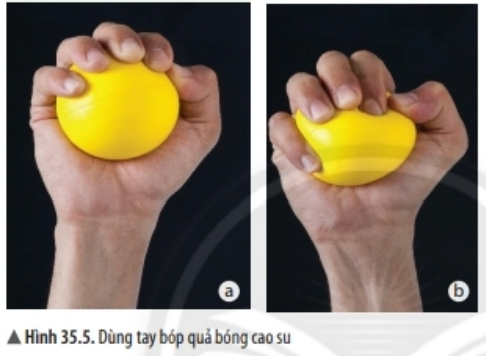 a
b
▲ Hình 35.5. Dùng tay bóp quả bóng cao su